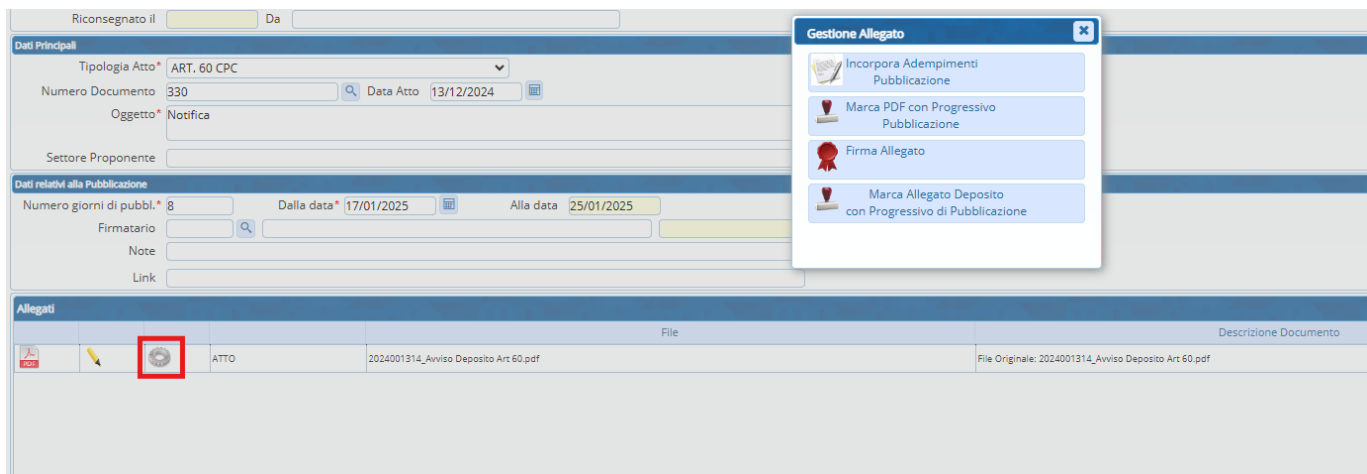 Riconsegnato il Da
Dati Principali
Tipologia Atto* ART. 60 CPC
Numero Documento 330 Data Atto 13/12/2024
Oggetto* Notifica
Settore Proponente
Dati relativi alla Pubblicazione
Numero giorni di pubbl.* 8 Dalla data* 17/01/2025 Alla data 25/01/2025
Firmatario
Note
Link
Gestione Allegato
Incorpora Adempimenti
Pubblicazione
Marca PDF con Progressivo
Pubblicazione
Firma Allegato
Marca Allegato Deposito
con Progressivo di Pubblicazione
Allegati
File Descrizione Documento
PDF ATTO 2024001314_Avviso Deposito Art 60.pdf File Originale: 2024001314_Avviso Deposito Art 60.pdf